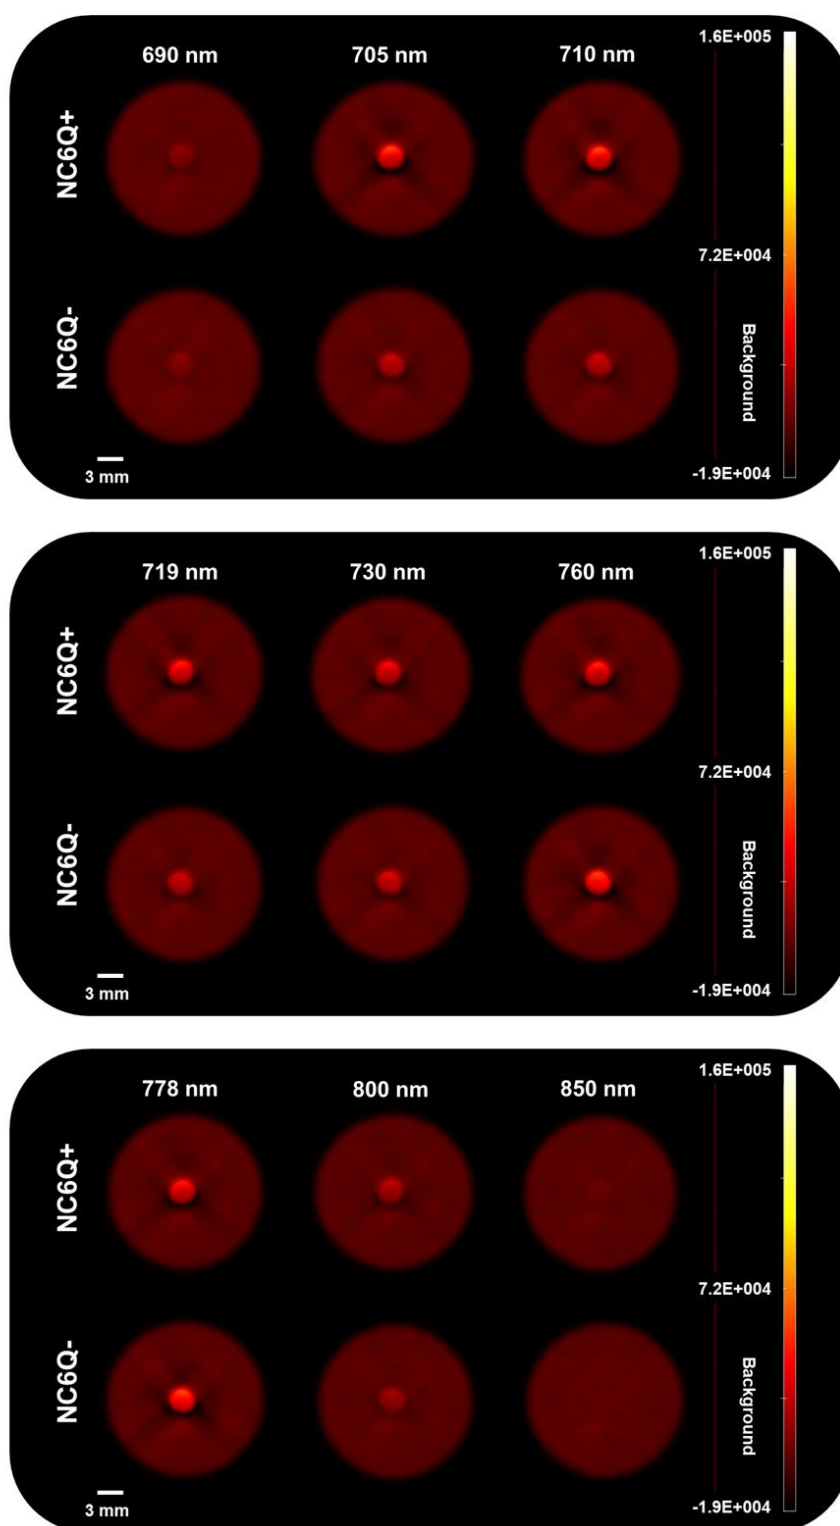 690 nm 705 nm 710 nm
NC6Q+
NC6Q-
3 mm
1.6E+005
7.2E+004
Background
-1.9E+004
719 nm 730 nm 760 nm
NC6Q+
NC6Q-
3 mm
1.6E+005
7.2E+004
Background
-1.9E+004
778 nm 800 nm 850 nm
NC6Q+
NC6Q-
3 mm
1.6E+005
7.2E+004
Background
-1.9E+004